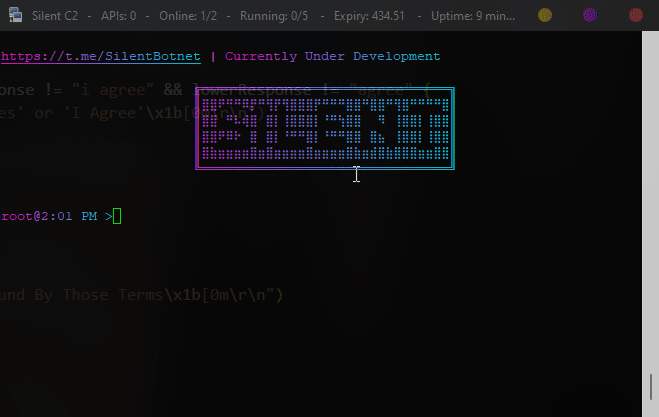 Silent C2 - APIs: 0 - Online: 1/2 - Running: 0/5 - Expiry: 434.51 - Uptime: 9 min...
https://t.me/SilentBotnet | Currently Under Development
onse != "i agree" && lowerResponse != "agree" {
es' or 'I Agree'\x1b[0m\r\n")
SILENT
root@2:01 PM >
und By Those Terms\x1b[0m\r\n")